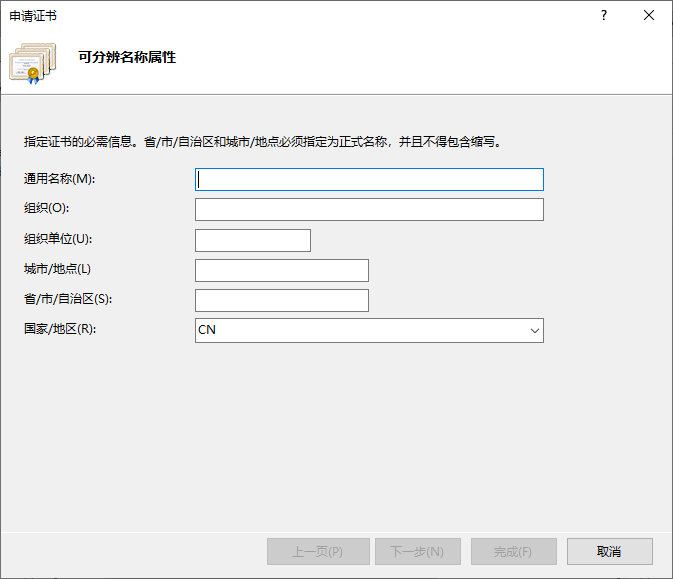 申请证书
?
可分辨名称属性
指定证书的必需信息。省/市/自治区和城市/地点必须指定为正式名称，并且不得包含缩写。
通用名称(M):
组织(O):
组织单位(U):
城市/地点(L)
省/市/自治区(S):
国家/地区(R):
CN
上一页(P)
下一步(N)
完成(F)
取消